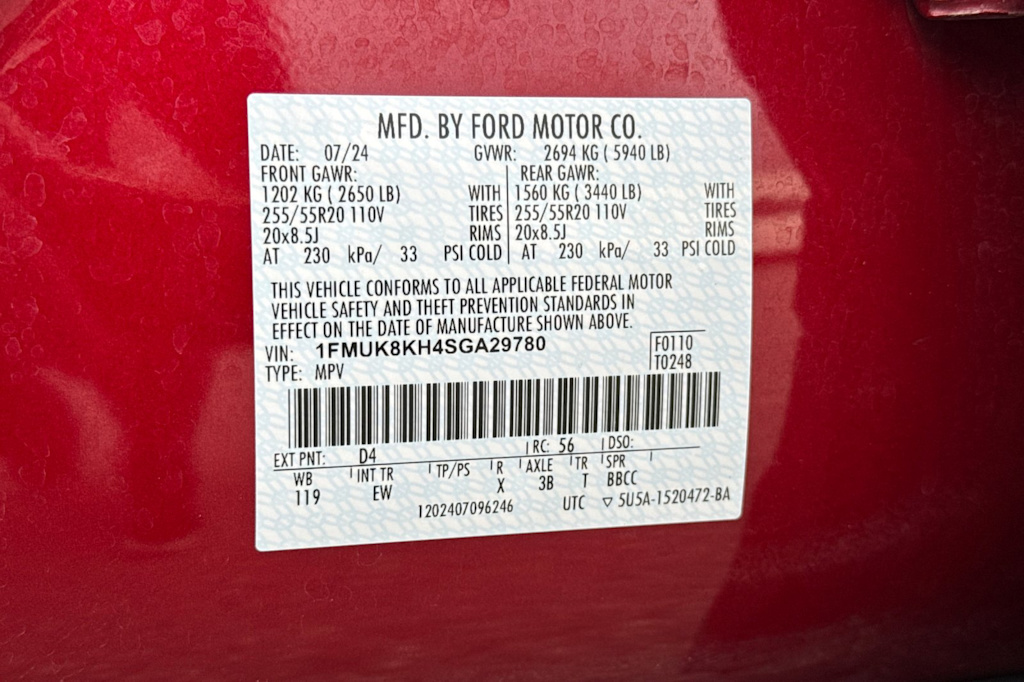 MFD. BY FORD MOTOR CO.
DATE: 07/24 GVWR: 2694 KG ( 5940 LB)
FRONT GAWR: REAR GAWR:
1202 KG ( 2650 LB) WITH 1560 KG ( 3440 LB) WITH
255/55R20 110V TIRES 255/55R20 110V TIRES
20x8.5J RIMS 20x8.5J RIMS
AT 230 kPa/ 33 PSI COLD AT 230 kPa/ 33 PSI COLD
THIS VEHICLE CONFORMS TO ALL APPLICABLE FEDERAL MOTOR
VEHICLE SAFETY AND THEFT PREVENTION STANDARDS IN
EFFECT ON THE DATE OF MANUFACTURE SHOWN ABOVE.
VIN: 1FMUK8KH4SGA29780 F0110
TYPE: MPV T0248
EXT PNT: D4 RC: 56 DSO:
WB INT TR TP/PS R AXLE TR SPR
119 EW X 3B T BBCC
1202407096246 UTC ▽ 5U5A-1520472-BA